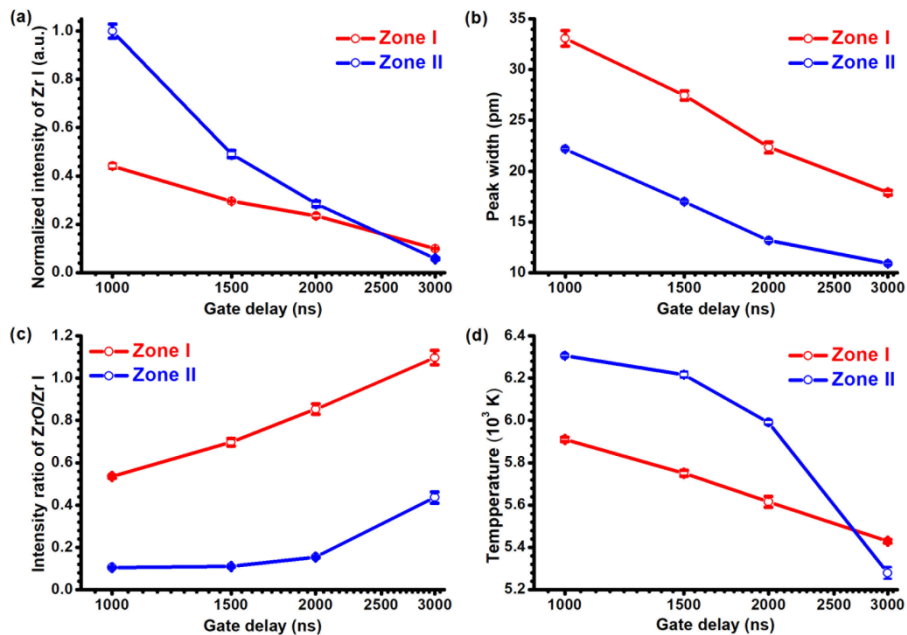 (a)
Normalized intensity of Zr I (a.u.)
1.0
0.8
0.6
0.4
0.2
0.0
Zone I
Zone II
1000
1500
2000
2500
3000
Gate delay (ns)
(b)
Peak width (pm)
35
30
25
20
15
10
Zone I
Zone II
1000
1500
2000
2500
3000
Gate delay (ns)
(c)
Intensity ratio of ZrO/Zr I
1.2
1.0
0.8
0.6
0.4
0.2
0.0
Zone I
Zone II
1000
1500
2000
2500
3000
Gate delay (ns)
(d)
Tempperature (10³ K)
6.4
6.2
6.0
5.8
5.6
5.4
5.2
Zone I
Zone II
1000
1500
2000
2500
3000
Gate delay (ns)